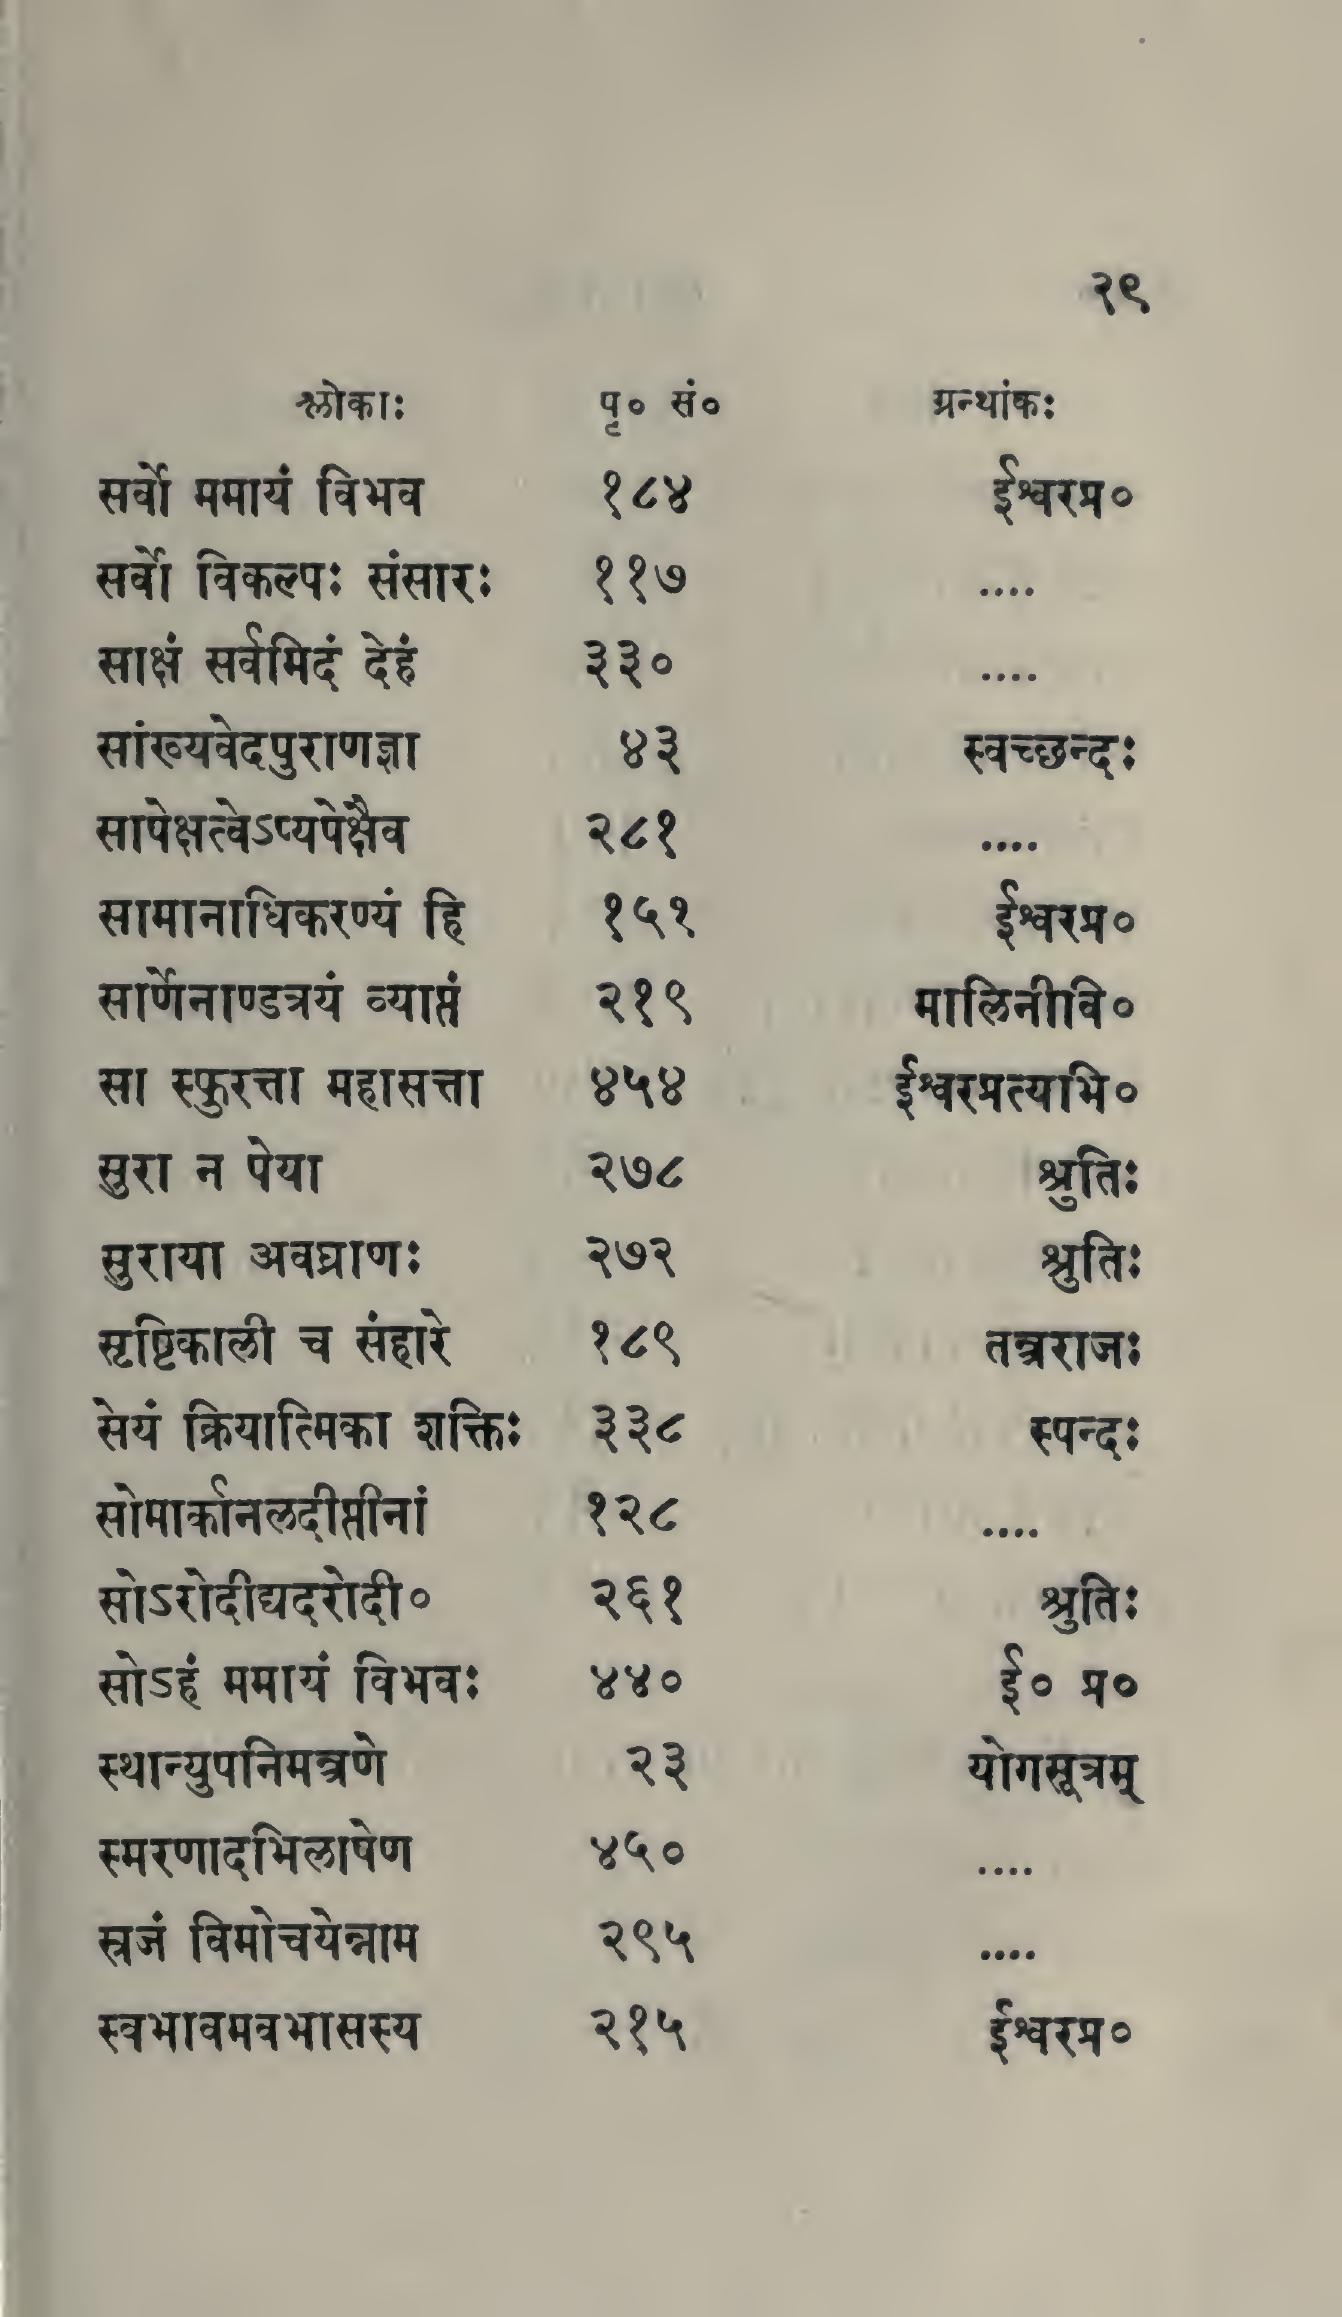 २९
श्लोकाः पृ० सं० ग्रन्थांकः
सर्वो ममायं विभव १८४ ईश्वरप्र०
सर्वो विकल्पः संसारः ११७ ....
साक्षं सर्वमिदं देहं ३३० ....
सांख्यवेदपुराणज्ञा ४३ स्वच्छन्दः
सापेक्षत्वेऽप्यपेक्षैव २८१ ....
सामानाधिकरण्यं हि १५१ ईश्वरप्र०
सार्णेनाण्डत्रयं व्याप्तं २१९ मालिनीवि०
सा स्फुरत्ता महासत्ता ४५४ ईश्वरप्रत्याभि०
सुरा न पेया २७८ श्रुतिः
सुराया अवघ्राणः २७२ श्रुतिः
सृष्टिकाली च संहारे १८९ तन्त्रराजः
सेयं क्रियात्मिका शक्तिः ३३८ स्पन्दः
सोमार्कानलदीप्तीनां १२८ ....
सोऽरोदीद्यदरोदी० २६१ श्रुतिः
सोऽहं ममायं विभवः ४४० ई० प्र०
स्थान्युपनिमन्त्रणे २३ योगसूत्रम्
स्मरणादभिलाषेण ४५० ....
स्रजं विमोचयेन्नाम २९५ ....
स्वभावमवभासस्य २१५ ईश्वरप्र०